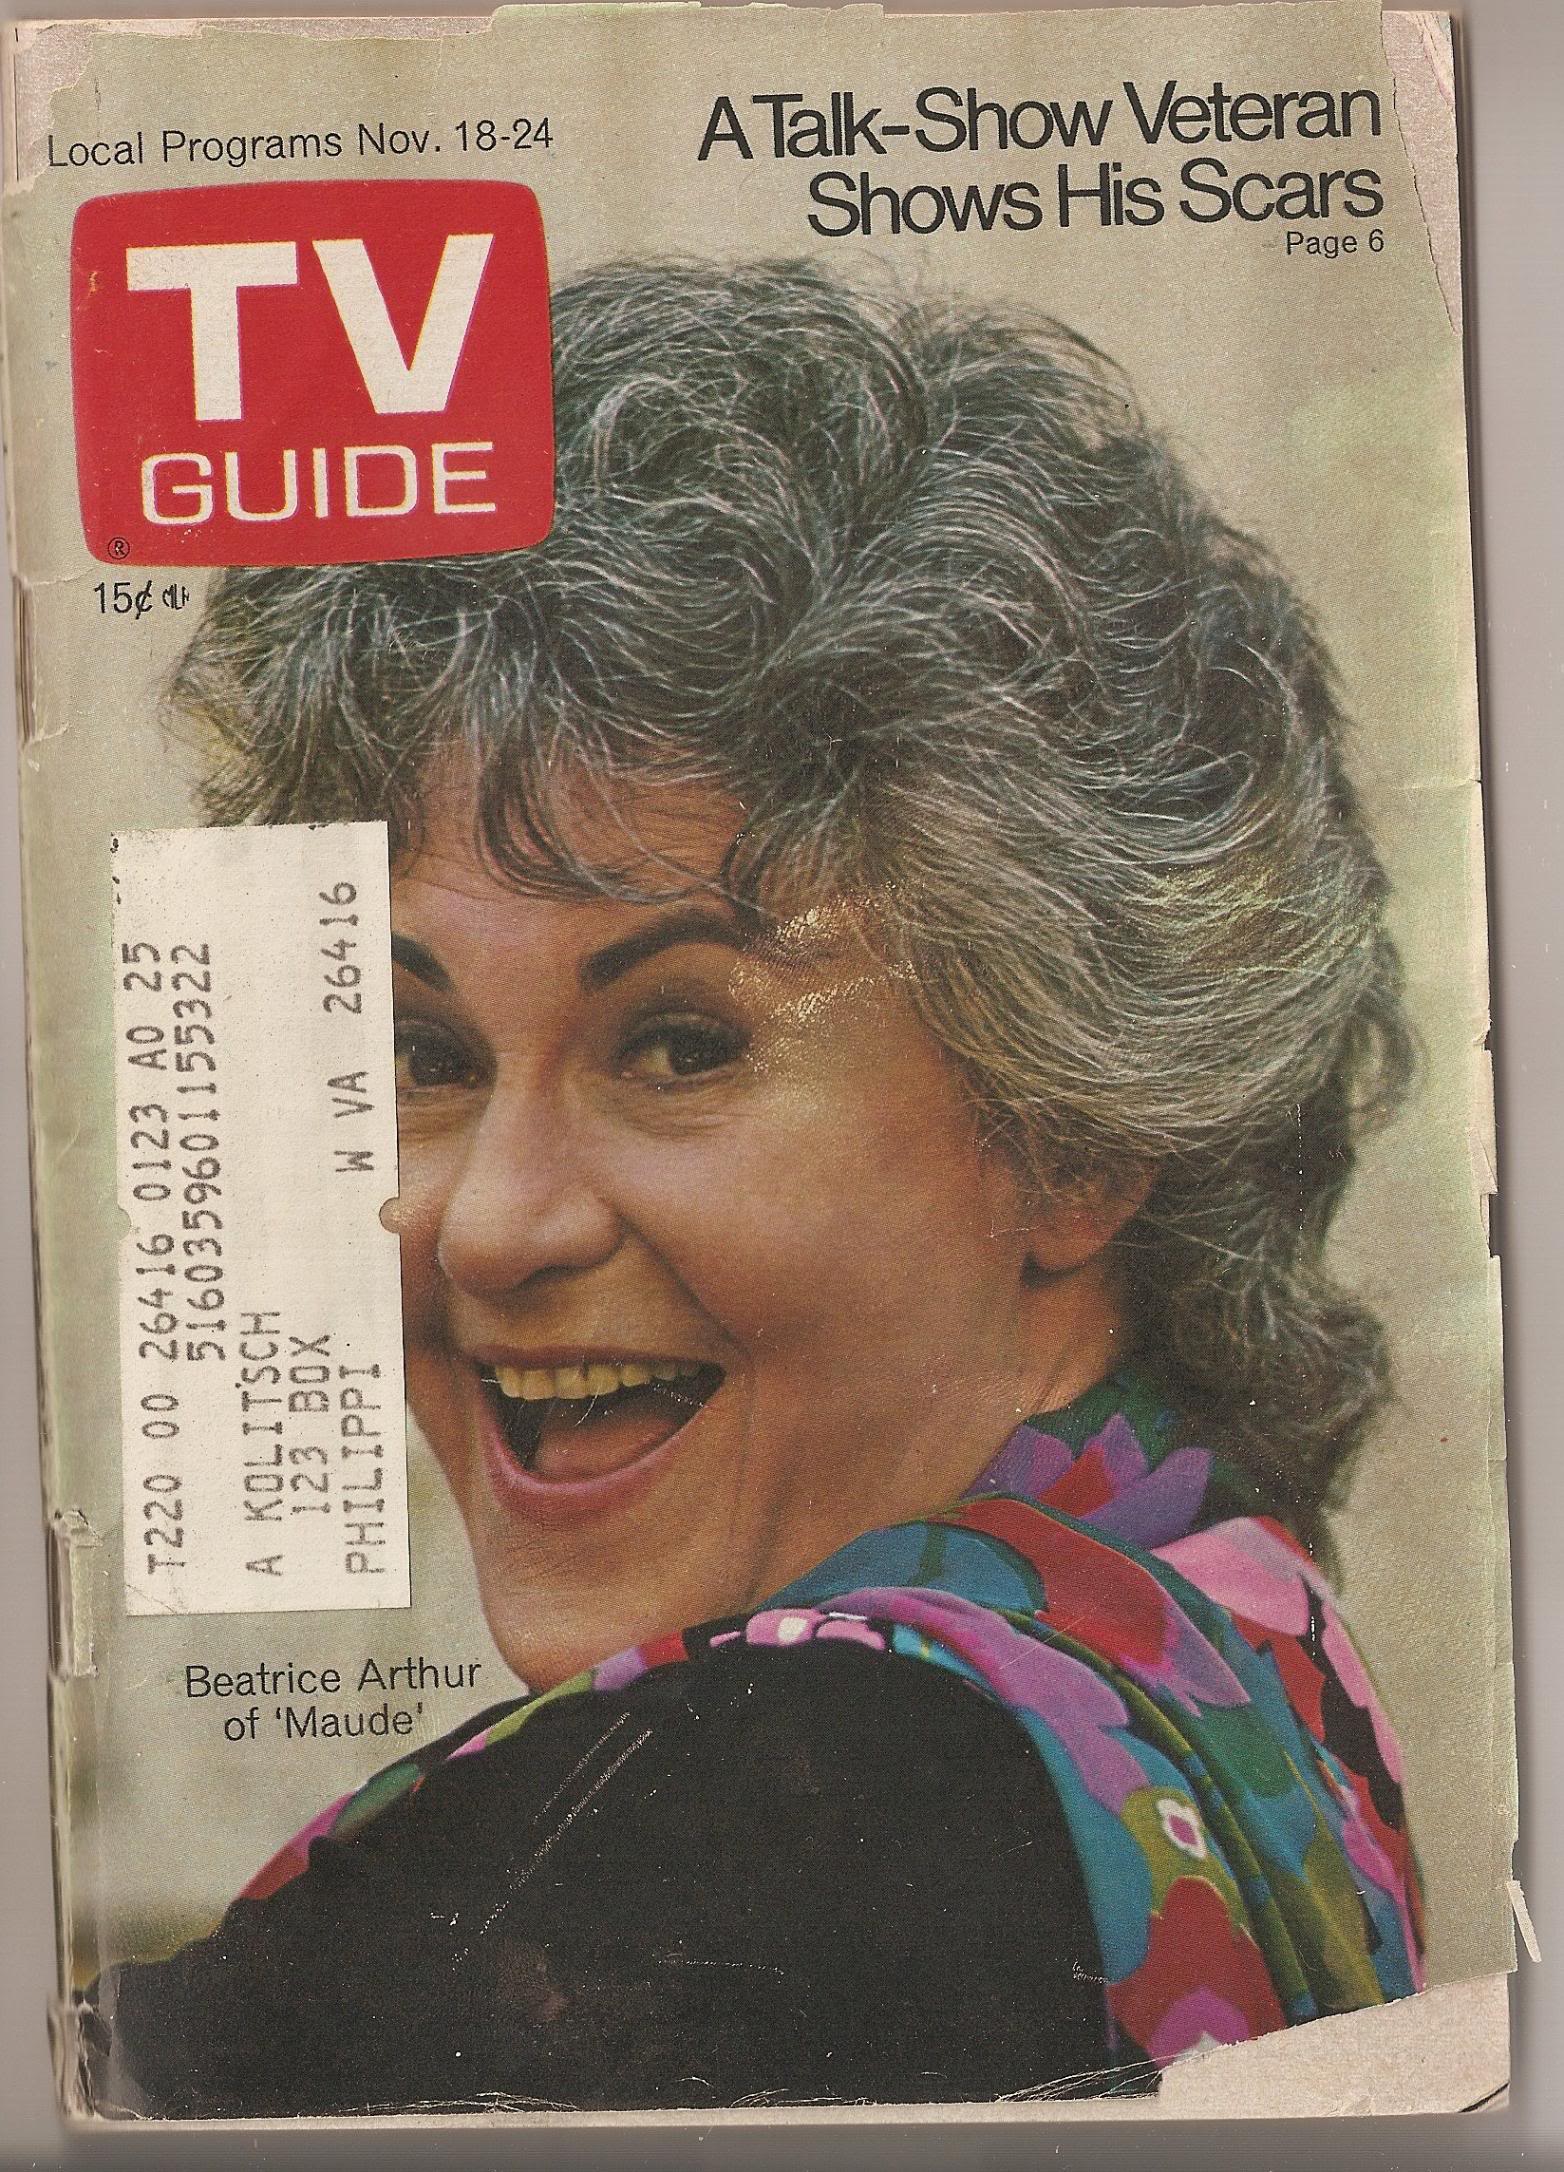 Local Programs Nov. 18-24
A Talk-Show Veteran
Shows His Scars
Page 6
TV
GUIDE
®
15¢
T220 00 26416 0123 AO 25
5160359601155322
A KOLITSCH
123 BOX
PHILIPPI W VA 26416
Beatrice Arthur
of 'Maude'